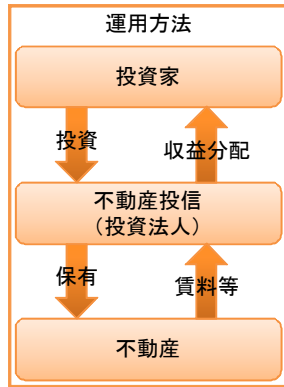 運用方法
投資家
投資
収益分配
不動産投信
（投資法人）
保有
賃料等
不動産